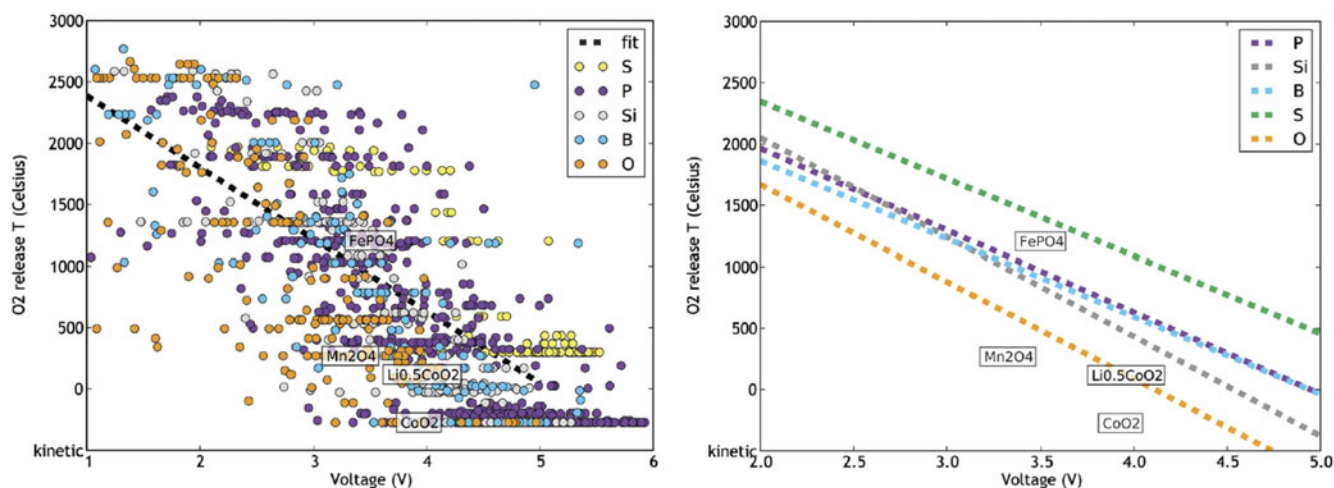 3000
2500
2000
1500
1000
500
0
kinetic
O2 release T (Celsius)
1 2 3 4 5 6
Voltage (V)
fit
S
P
Si
B
O
FePO4
Mn2O4
Li0.5CoO2
CoO2
3000
2500
2000
1500
1000
500
0
kinetic
O2 release T (Celsius)
2.0 2.5 3.0 3.5 4.0 4.5 5.0
Voltage (V)
P
Si
B
S
O
FePO4
Mn2O4
Li0.5CoO2
CoO2